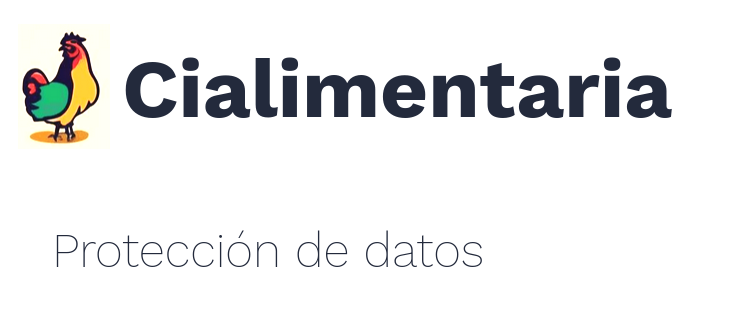 Cialimentaria
Protección de datos